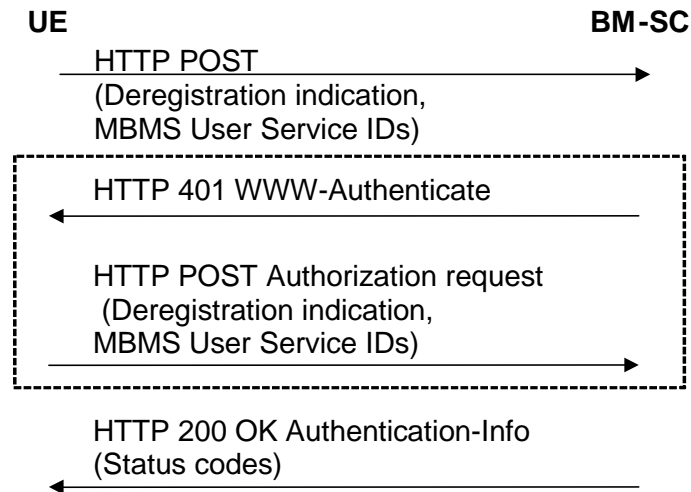 UE
BM-SC
HTTP POST
(Deregistration indication,
MBMS User Service IDs)
HTTP 401 WWW-Authenticate
HTTP POST Authorization request
(Deregistration indication,
MBMS User Service IDs)
HTTP 200 OK Authentication-Info
(Status codes)